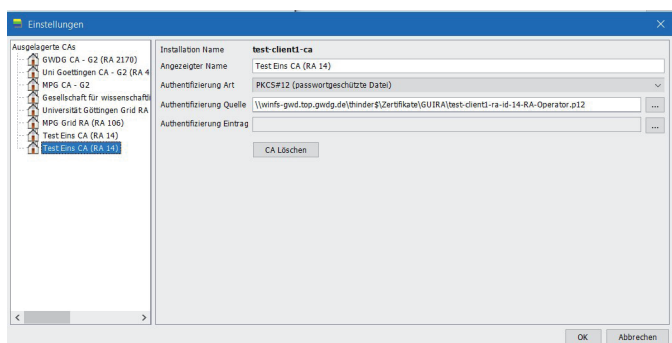 Einstellungen
Ausgelagerte CAs
GWDG CA - G2 (RA 2170)
Uni Goettingen CA - G2 (RA 4
MPG CA - G2
Gesellschaft für wissenschaftli
Universität Göttingen Grid RA
MPG Grid RA (RA 106)
Test Eins CA (RA 14)
Test Eins CA (RA 14)
Installation Name test-client1-ca
Angezeigter Name Test Eins CA (RA 14)
Authentifizierung Art PKCS#12 (passwortgeschützte Datei)
Authentifizierung Quelle \\winfs-gwd.top.gwdg.de\thinder$\Zertifikate\GUIRA\test-client1-ra-id-14-RA-Operator.p12 ...
Authentifizierung Eintrag ...
CA Löschen
OK Abbrechen